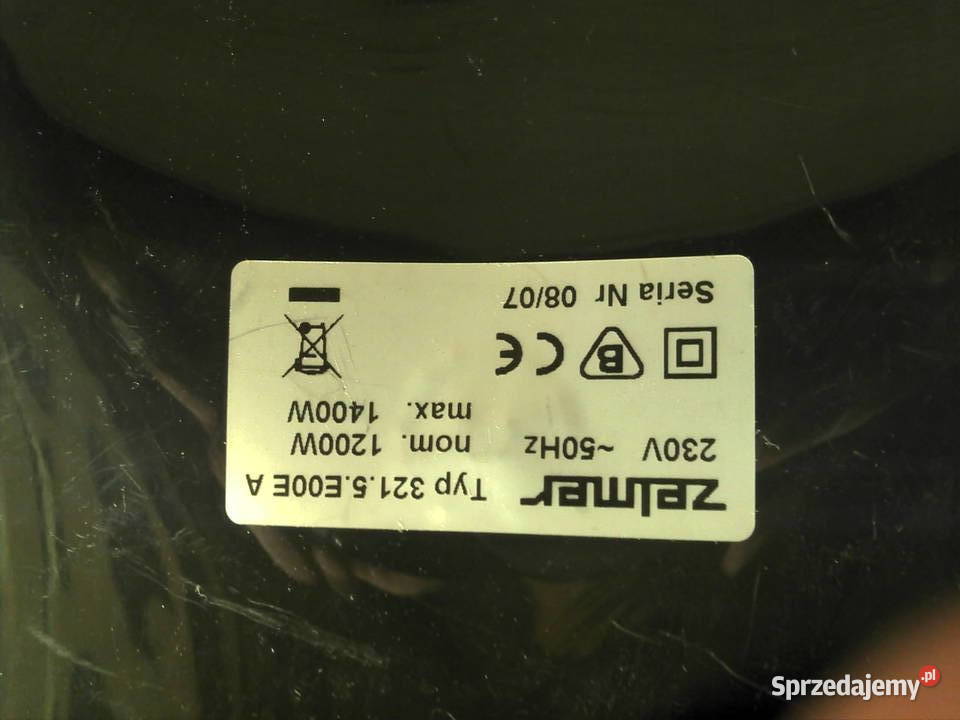 zelmer Typ 321.5.E00E A
230V ~50Hz nom. 1200W
max. 1400W
B CE
Seria Nr 08/07
Sprzedajemy.pl